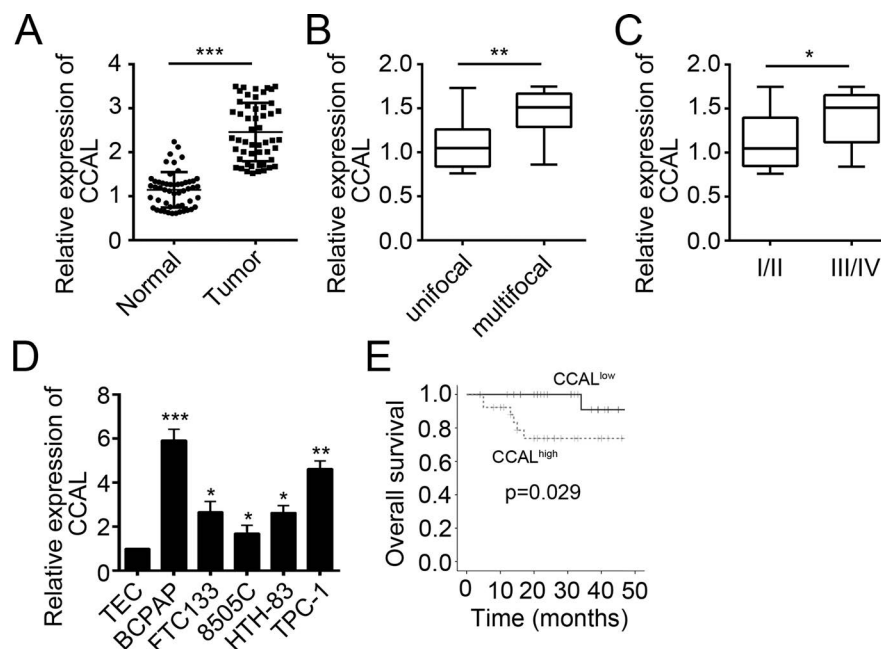 A
Relative expression of
CCAL
4
3
2
1
0
***
Normal
Tumor
B
Relative expression of
CCAL
2.0
1.5
1.0
0.5
0.0
**
unifocal
multifocal
C
Relative expression of
CCAL
2.0
1.5
1.0
0.5
0.0
*
I/II
III/IV
D
Relative expression of
CCAL
8
6
4
2
0
***
*
*
*
**
TEC
BCPAP
FTC133
8505C
HTH-83
TPC-1
E
Overall survival
1.0
0.8
0.6
0.4
0.2
0.0
CCALlow
CCALhigh
p=0.029
0 10 20 30 40 50
Time (months)